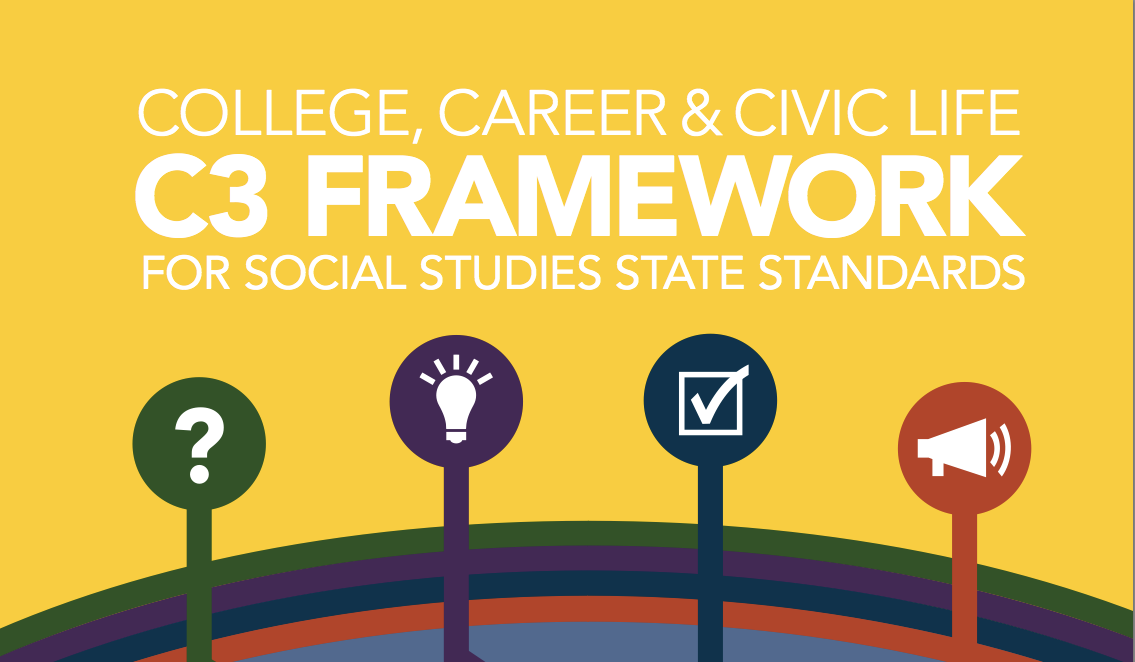 COLLEGE, CAREER & CIVIC LIFE
C3 FRAMEWORK
FOR SOCIAL STUDIES STATE STANDARDS
?